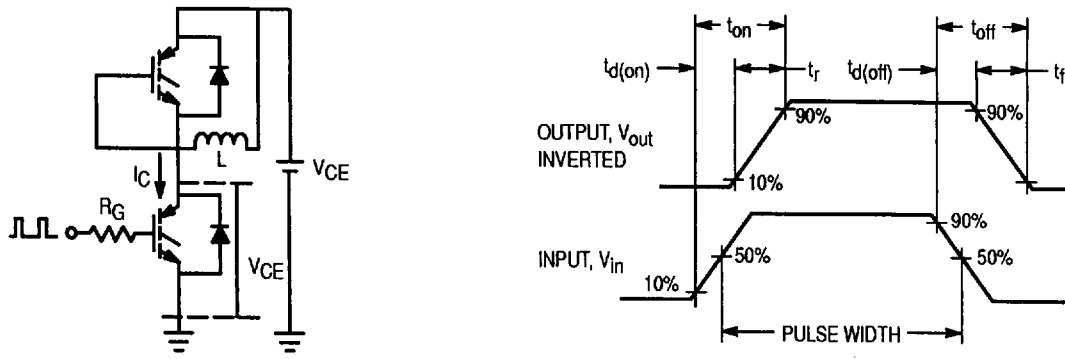 L
I_C
V_CE
R_G
V_CE
t_on
t_off
t_d(on)
t_r
t_d(off)
t_f
90%
90%
OUTPUT, V_out
INVERTED
10%
90%
50%
50%
INPUT, V_in
10%
PULSE WIDTH